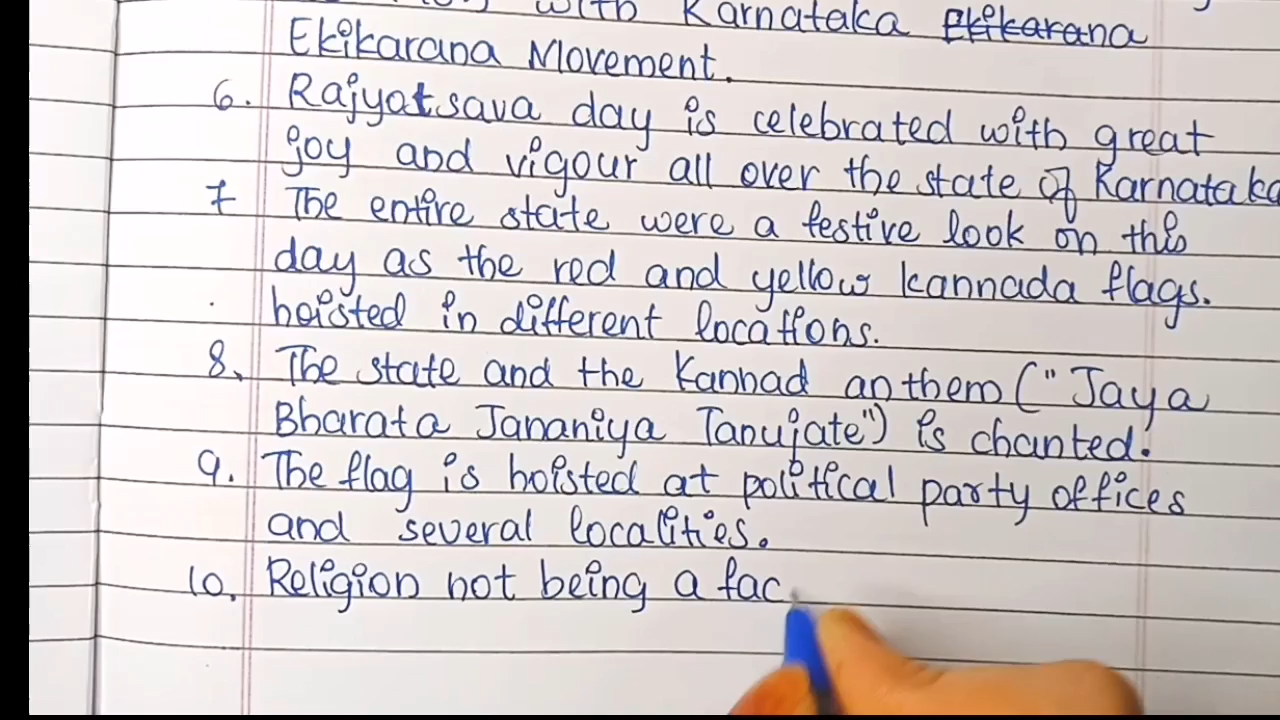 with Karnataka Ekikarana
Ekikarana Movement.
6. Rajyotsava day is celebrated with great
joy and vigour all over the state of Karnataka
7 The entire state were a festive look on this
day as the red and yellow kannada flags.
hoisted in different locations.
8. The state and the Kannad anthem ("Jaya
Bharata Jananiya Tanujate") is chanted.
9. The flag is hoisted at political party offices
and several localities.
10. Religion not being a fac